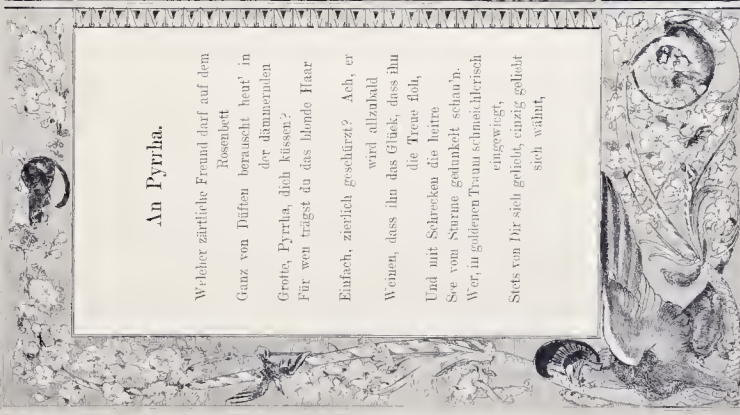 An Pyrrha.
Welcher zärtliche Freund darf auf dem
Rosenbett
Ganz von Düften berauscht heut' in
der dämmernden
Grotte, Pyrrha, dich küssen?
Für wen trägst du das blonde Haar
Einfach, zierlich geschürzt? Ach, er
wird allzubald
Weinen, dass ihn das Glück, dass ihn
die Treue floh,
Und mit Schrecken die heitre
See vom Sturme gedunkelt schau'n.
Wer, in goldenen Traum schmeichlerisch
eingewiegt,
Stets von Dir sich geliebt, einzig geliebt
sich wähnt,